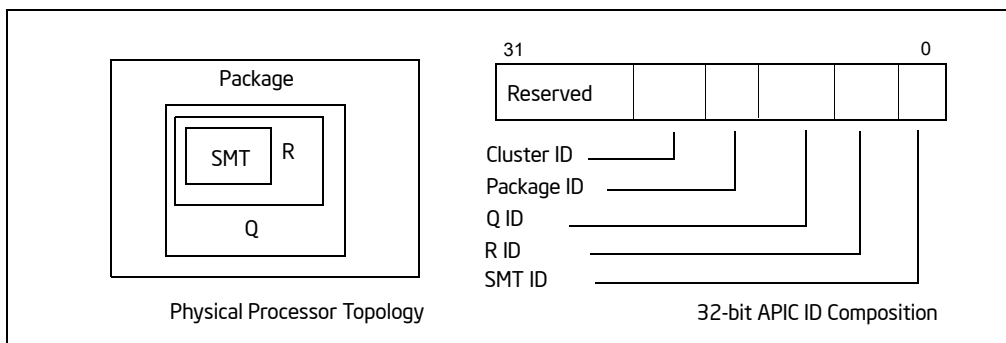 Package
SMT
R
Q
Physical Processor Topology
31 0
Reserved
Cluster ID
Package ID
Q ID
R ID
SMT ID
32-bit APIC ID Composition